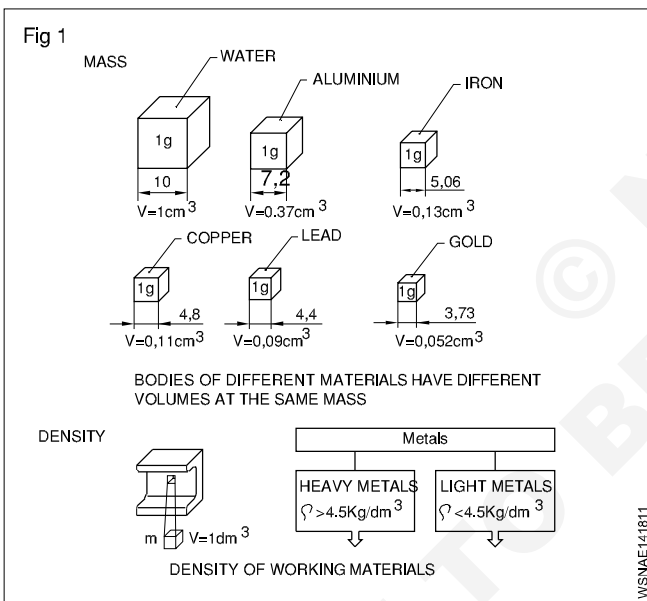 Fig 1
MASS
WATER
ALUMINIUM
IRON
1g
1g
1g
10
7,2
5,06
V=1cm³
V=0.37cm³
V=0,13cm³
COPPER
LEAD
GOLD
1g
1g
1g
4,8
4,4
3,73
V=0,11cm³
V=0,09cm³
V=0,052cm³
BODIES OF DIFFERENT MATERIALS HAVE DIFFERENT
VOLUMES AT THE SAME MASS
DENSITY
Metals
HEAVY METALS
LIGHT METALS
>4.5Kg/dm³
<4.5Kg/dm³
m
V=1dm³
DENSITY OF WORKING MATERIALS
WSNAE141811
©
TO B